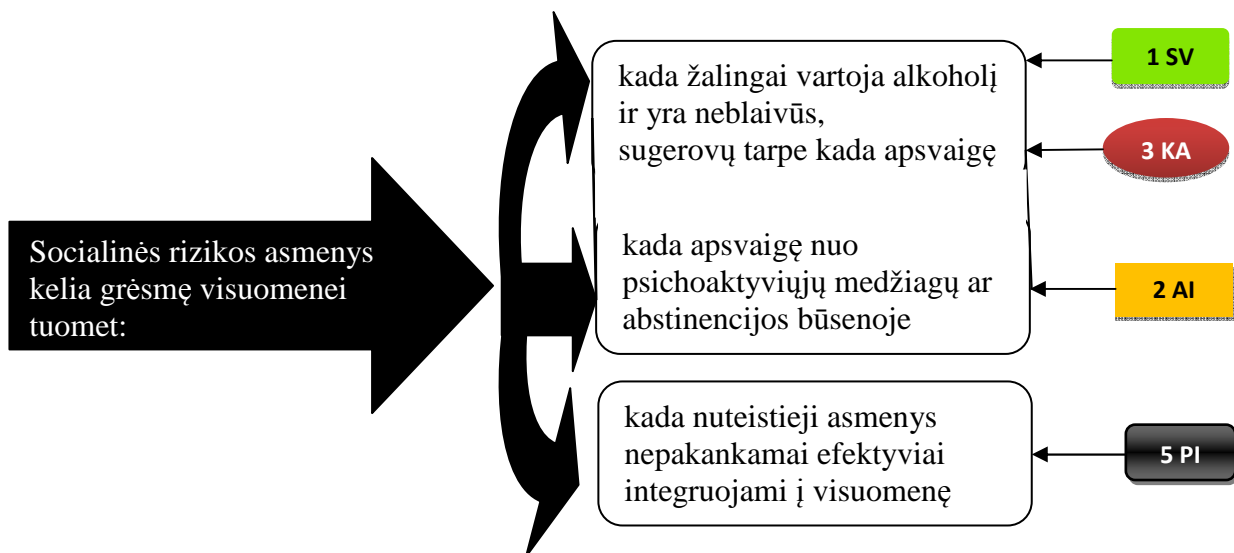 Socialinės rizikos asmenys
kelia grėsmę visuomenei
tuomet:
kada žalingai vartoja alkoholį
ir yra neblaivūs,
sugerovų tarpe kada apsvaigę
kada apsvaigę nuo
psichoaktyviųjų medžiagų ar
abstinencijos būsenoje
kada nuteistieji asmenys
nepakankamai efektyviai
integruojami į visuomenę
1 SV
3 KA
2 AI
5 PI